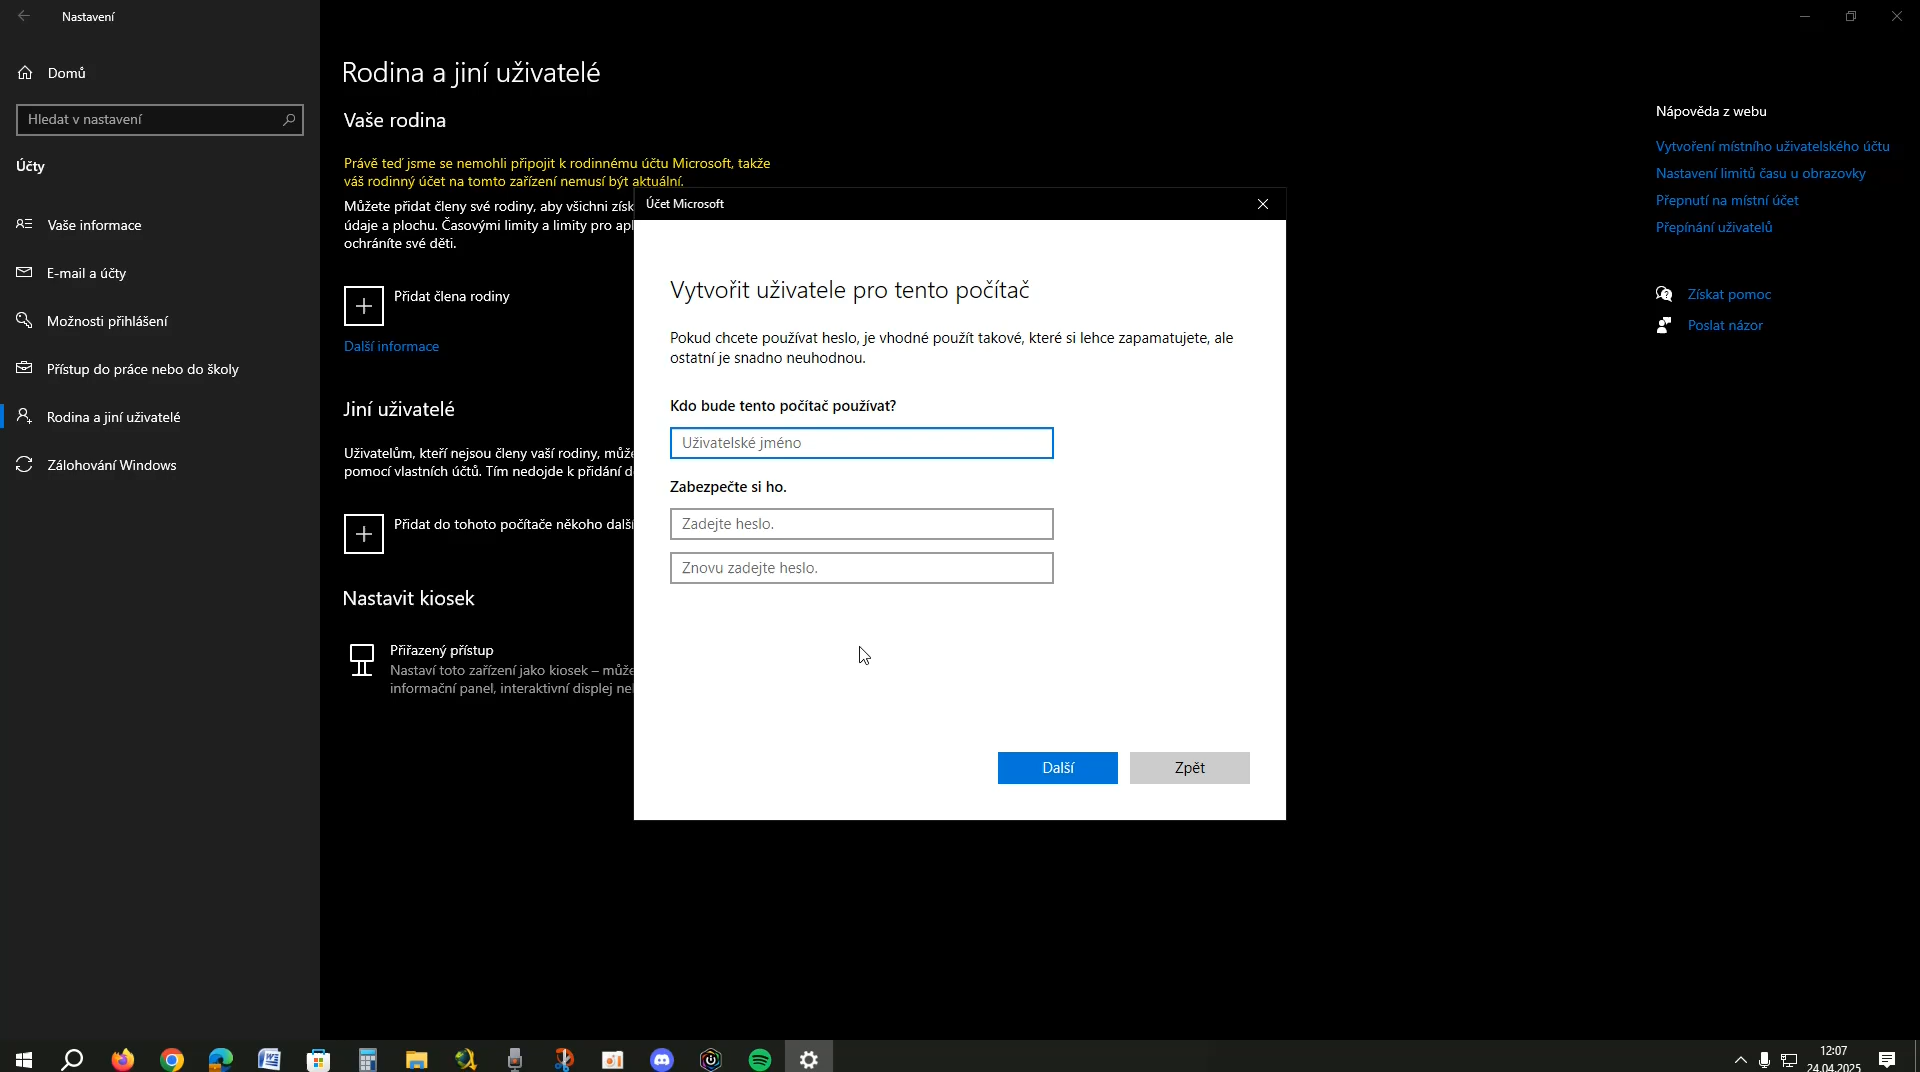 Nastavení
Domů
Hledat v nastavení
Účty
Vaše informace
E-mail a účty
Možnosti přihlášení
Přístup do práce nebo do školy
Rodina a jiní uživatelé
Zálohování Windows
Rodina a jiní uživatelé
Vaše rodina
Právě teď jsme se nemohli připojit k rodinnému účtu Microsoft, takže
váš rodinný účet na tomto zařízení nemusí být aktuální.
Můžete přidat členy své rodiny, aby všichni získ
údaje a plochu. Časovými limity a limity pro apl
ochráníte své děti.
Přidat člena rodiny
Další informace
Jiní uživatelé
Uživatelům, kteří nejsou členy vaší rodiny, může
pomocí vlastních účtů. Tím nedojde k přidání d
Přidat do tohoto počítače někoho další
Nastavit kiosek
Přiřazený přístup
Nastaví toto zařízení jako kiosek – může
informační panel, interaktivní displej ne
Účet Microsoft
Vytvořit uživatele pro tento počítač
Pokud chcete používat heslo, je vhodné použít takové, které si lehce zapamatujete, ale
ostatní je snadno neuhodnou.
Kdo bude tento počítač používat?
Uživatelské jméno
Zabezpečte si ho.
Zadejte heslo.
Znovu zadejte heslo.
Další
Zpět
Nápověda z webu
Vytvoření místního uživatelského účtu
Nastavení limitů času u obrazovky
Přepnutí na místní účet
Přepínání uživatelů
Získat pomoc
Poslat názor
12:07
24.04.2025